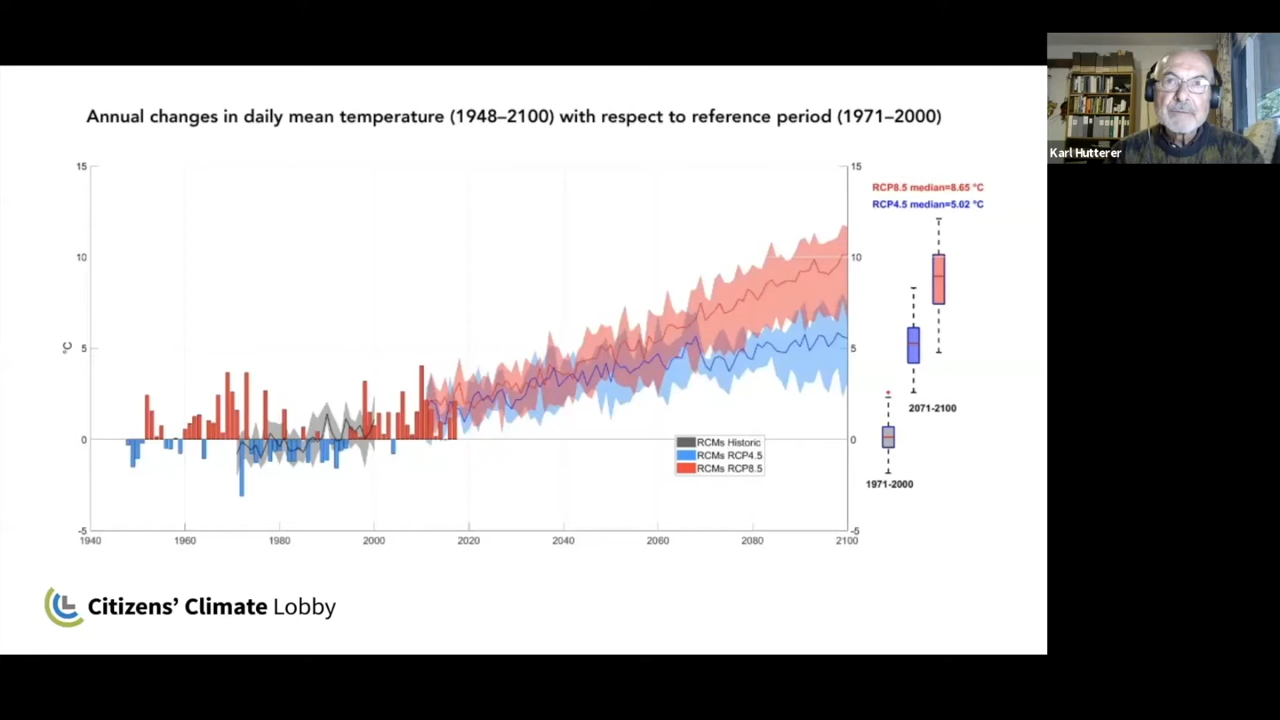 Annual changes in daily mean temperature (1948–2100) with respect to reference period (1971–2000)
Karl Hutterer
15
10
5
0
-5
°C
1940
1960
1980
2000
2020
2040
2060
2080
2100
RCMs Historic
RCMs RCP4.5
RCMs RCP8.5
15
10
5
0
-5
RCP8.5 median=8.65 °C
RCP4.5 median=5.02 °C
2071-2100
1971-2000
Citizens' Climate Lobby